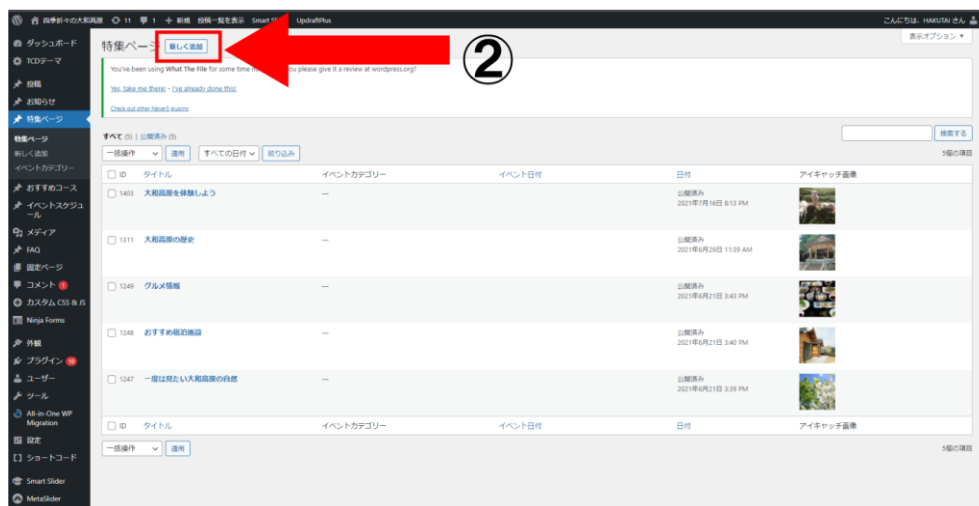 四季折々の大和高原 11 1 新規 投稿一覧を表示 Smart Sl UpdraftPlus こんにちは、HAKUTAI さん
表示オプション ▼
特集ページ 新しく追加
②
You've been using What The File for some time n you please give it a review at wordpress.org?
Yes, take me there! - I've already done this!
Check out other Never5 plugins
ダッシュボード
TCDテーマ
投稿
お知らせ
特集ページ
特集ページ
新しく追加
イベントカテゴリー
おすすめコース
イベントスケジュ
ール
メディア
FAQ
固定ページ
コメント 1
カスタム CSS & JS
Ninja Forms
外観
プラグイン 10
ユーザー
ツール
All-in-One WP
Migration
設定
ショートコード
Smart Slider
MetaSlider
すべて (5) | 公開済み (5)
検索する
一括操作 適用 すべての日付 絞り込み 5個の項目
ID タイトル イベントカテゴリー イベント日付 日付 アイキャッチ画像
1403 大和高原を体験しよう — 公開済み
2021年7月16日 8:13 PM
1311 大和高原の歴史 — 公開済み
2021年6月29日 11:39 AM
1249 グルメ情報 — 公開済み
2021年6月21日 3:43 PM
1248 おすすめ宿泊施設 — 公開済み
2021年6月21日 3:40 PM
1247 一度は見たい大和高原の自然 — 公開済み
2021年6月21日 3:39 PM
ID タイトル イベントカテゴリー イベント日付 日付 アイキャッチ画像
一括操作 適用 5個の項目